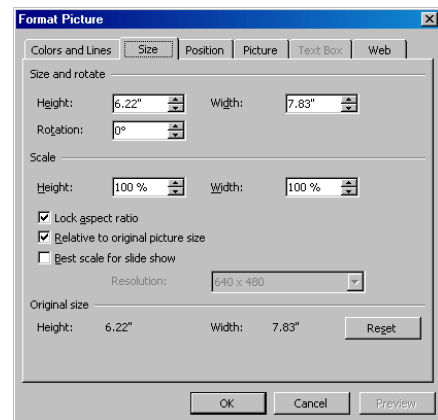 Format Picture
Colors and Lines Size Position Picture Text Box Web
Size and rotate
Height: 6.22" Width: 7.83"
Rotation: 0°
Scale
Height: 100 % Width: 100 %
Lock aspect ratio
Relative to original picture size
Best scale for slide show
Resolution: 640 x 480
Original size
Height: 6.22" Width: 7.83" Reset
OK Cancel Preview